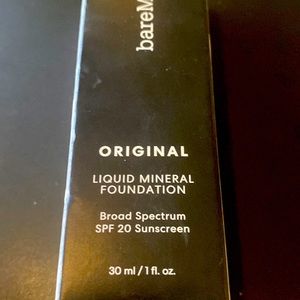 bareM
ORIGINAL
LIQUID MINERAL
FOUNDATION
Broad Spectrum
SPF 20 Sunscreen
30 ml / 1 fl. oz.